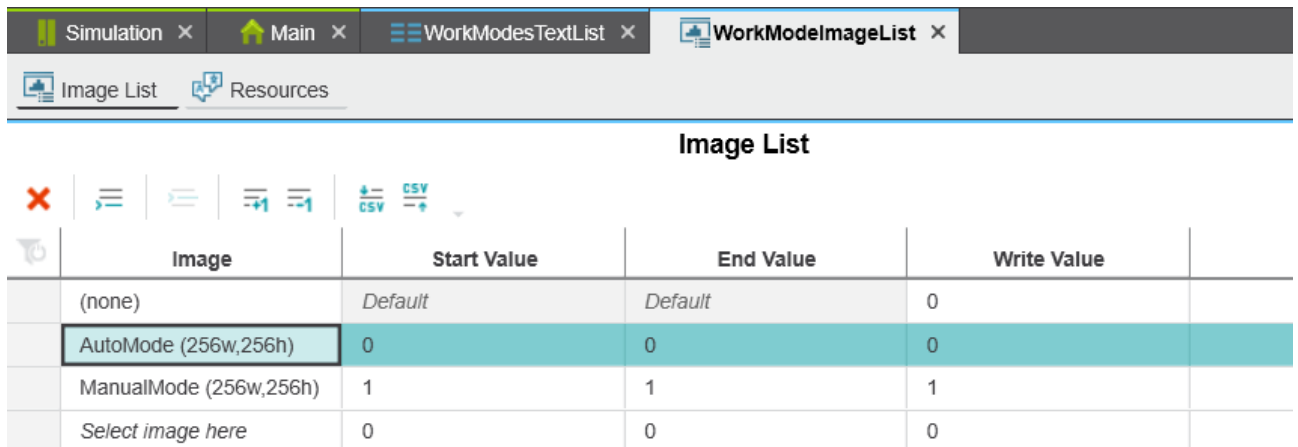 Simulation × Main × WorkModesTextList × WorkModeImageList ×
Image List Resources
Image List
+1 -1 CSV CSV
Image Start Value End Value Write Value
(none) Default Default 0
AutoMode (256w,256h) 0 0 0
ManualMode (256w,256h) 1 1 1
Select image here 0 0 0